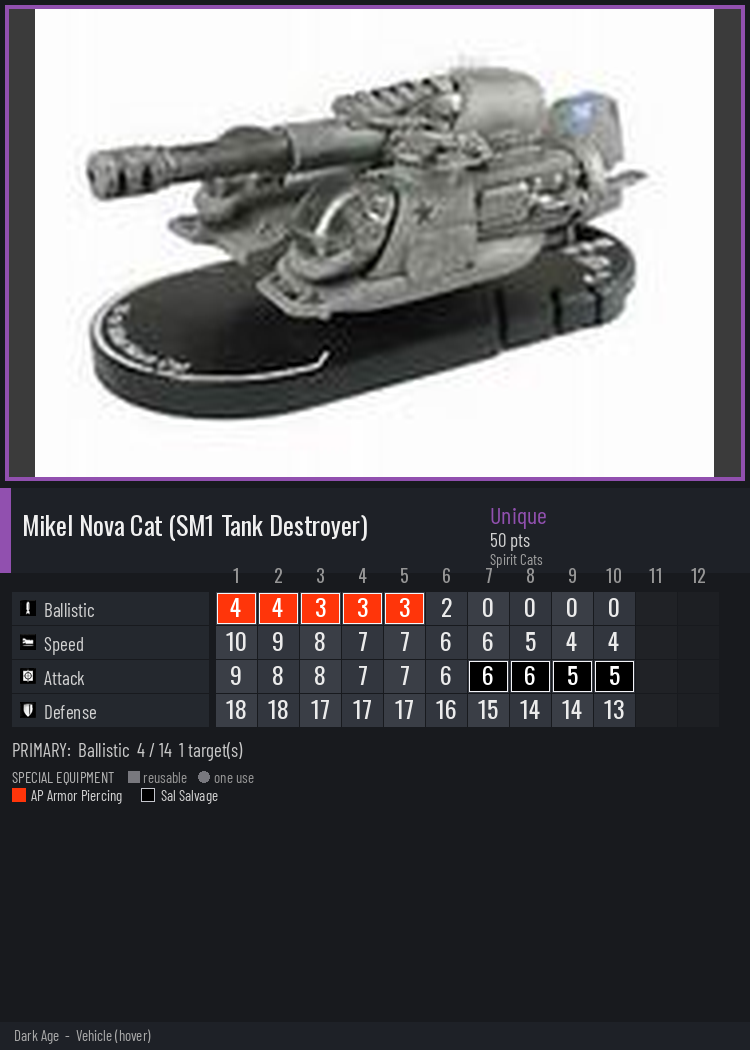 Mikel Nova Cat (SM1 Tank Destroyer)
Unique
50 pts
Spirit Cats
1 2 3 4 5 6 7 8 9 10 11 12
Ballistic 4 4 3 3 3 2 0 0 0 0
Speed 10 9 8 7 7 6 6 5 4 4
Attack 9 8 8 7 7 6 6 6 5 5
Defense 18 18 17 17 17 16 15 14 14 13
PRIMARY: Ballistic 4 / 14 1 target(s)
SPECIAL EQUIPMENT reusable one use
AP Armor Piercing Sal Salvage
Dark Age - Vehicle (hover)